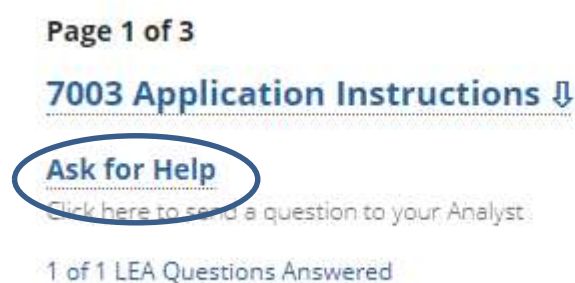 Page 1 of 3
7003 Application Instructions ⇩
Ask for Help
Click here to send a question to your Analyst
1 of 1 LEA Questions Answered